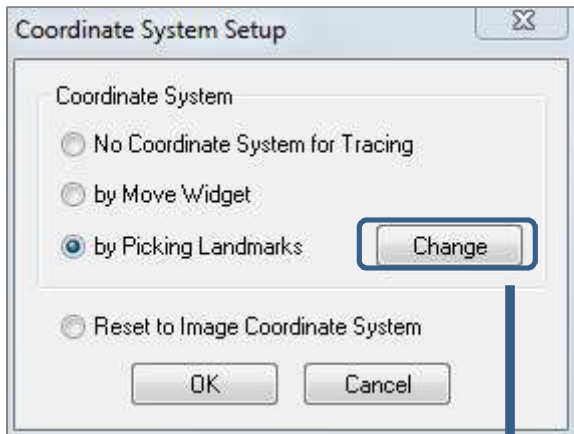 Coordinate System Setup
Coordinate System
No Coordinate System for Tracing
by Move Widget
by Picking Landmarks
Change
Reset to Image Coordinate System
OK
Cancel